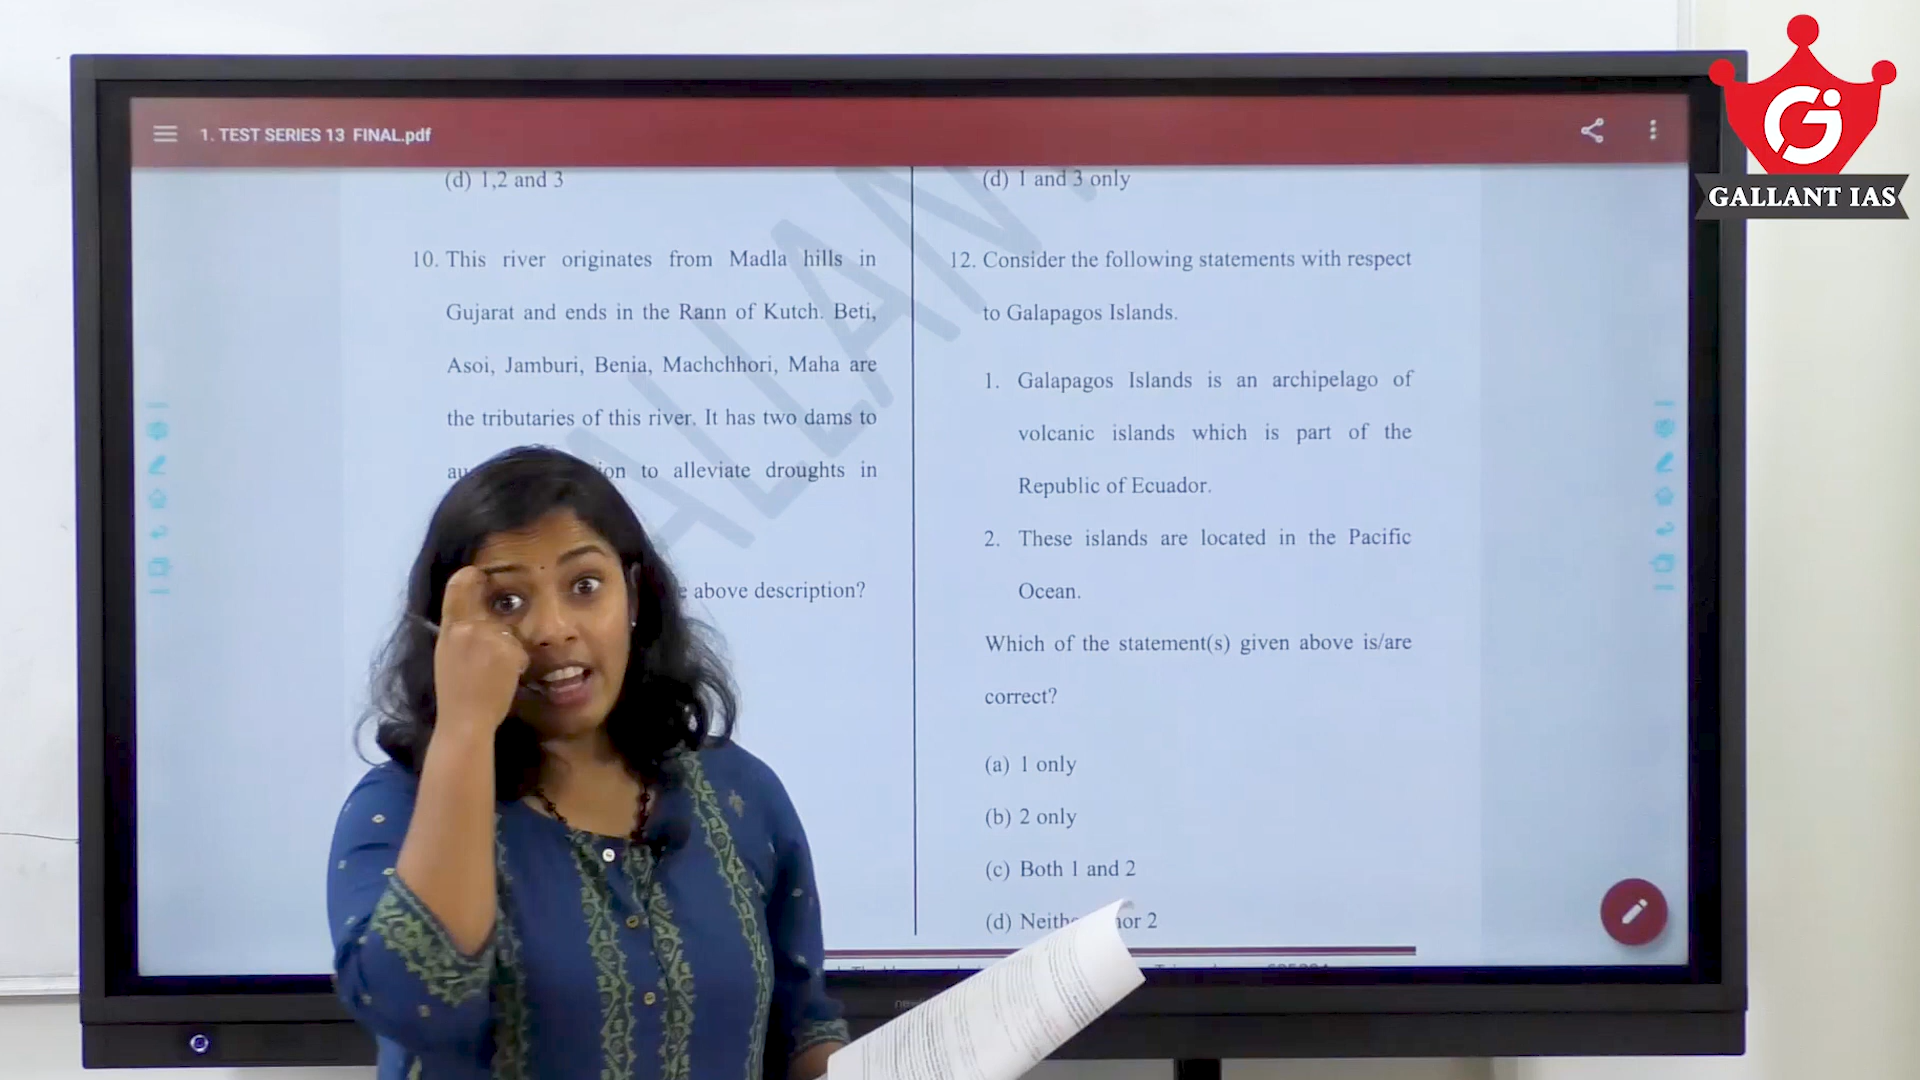 1. TEST SERIES 13 FINAL.pdf
GALLANT IAS
(d) 1,2 and 3
10. This river originates from Madla hills in
Gujarat and ends in the Rann of Kutch. Beti,
Asoi, Jamburi, Benia, Machchhori, Maha are
the tributaries of this river. It has two dams to
to alleviate droughts in
above description?
(d) 1 and 3 only
12. Consider the following statements with respect
to Galapagos Islands.
1. Galapagos Islands is an archipelago of
volcanic islands which is part of the
Republic of Ecuador.
2. These islands are located in the Pacific
Ocean.
Which of the statement(s) given above is/are
correct?
(a) 1 only
(b) 2 only
(c) Both 1 and 2
(d) 2